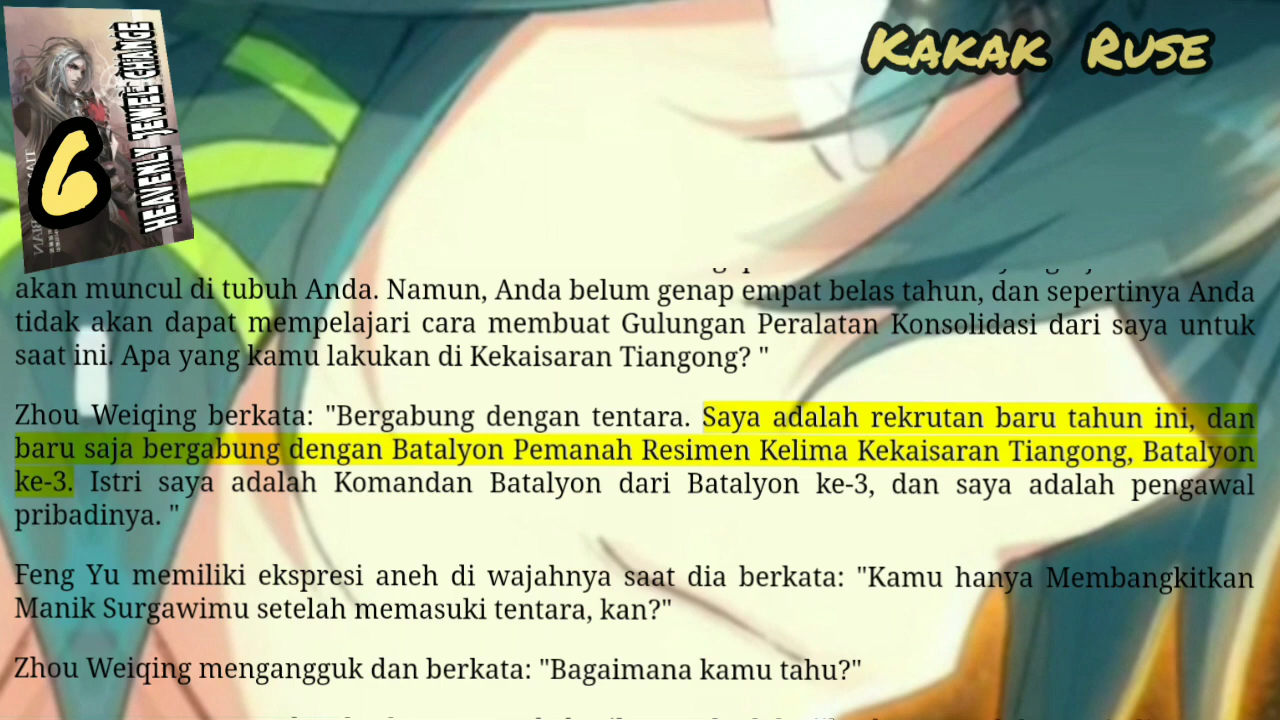 KAKAK RUSE
HEAVENLY JEWEL CHANGE
6
akan muncul di tubuh Anda. Namun, Anda belum genap empat belas tahun, dan sepertinya Anda
tidak akan dapat mempelajari cara membuat Gulungan Peralatan Konsolidasi dari saya untuk
saat ini. Apa yang kamu lakukan di Kekaisaran Tiangong? "
Zhou Weiqing berkata: "Bergabung dengan tentara. Saya adalah rekrutan baru tahun ini, dan
baru saja bergabung dengan Batalyon Pemanah Resimen Kelima Kekaisaran Tiangong, Batalyon
ke-3. Istri saya adalah Komandan Batalyon dari Batalyon ke-3, dan saya adalah pengawal
pribadinya. "
Feng Yu memiliki ekspresi aneh di wajahnya saat dia berkata: "Kamu hanya Membangkitkan
Manik Surgawimu setelah memasuki tentara, kan?"
Zhou Weiqing mengangguk dan berkata: "Bagaimana kamu tahu?"